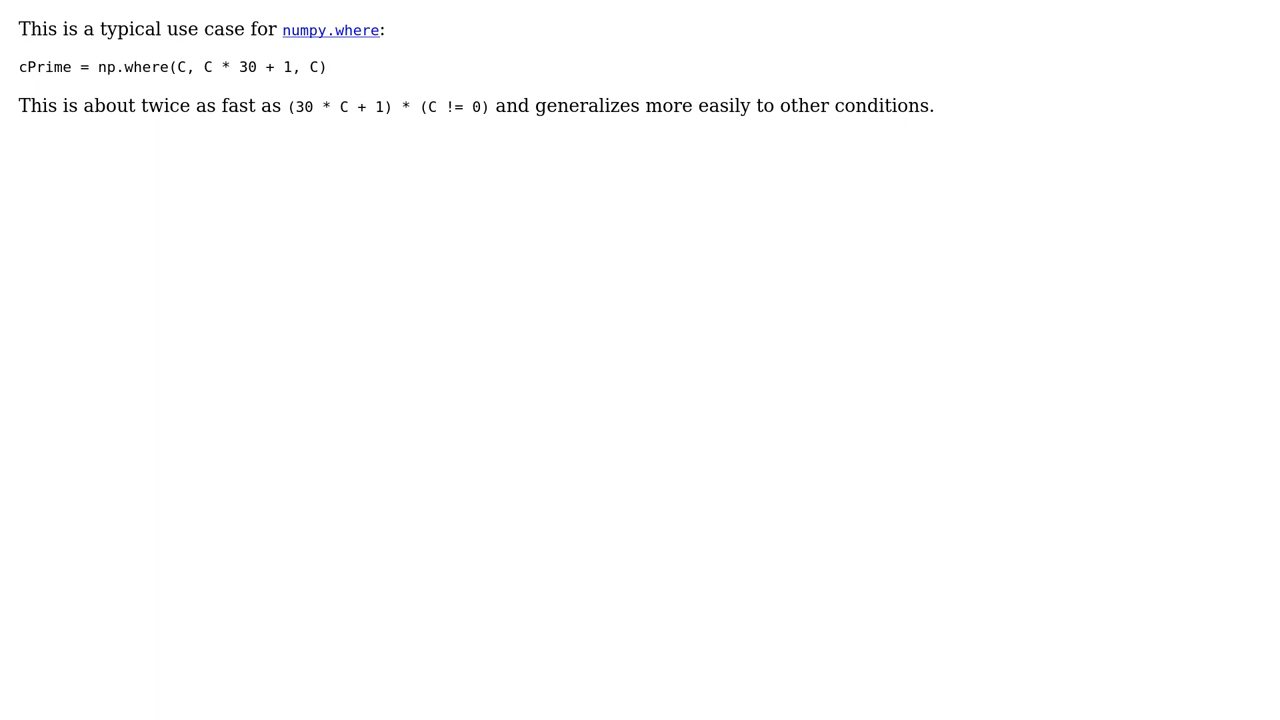 This is a typical use case for numpy.where:
cPrime = np.where(C, C * 30 + 1, C)
This is about twice as fast as (30 * C + 1) * (C != 0) and generalizes more easily to other conditions.